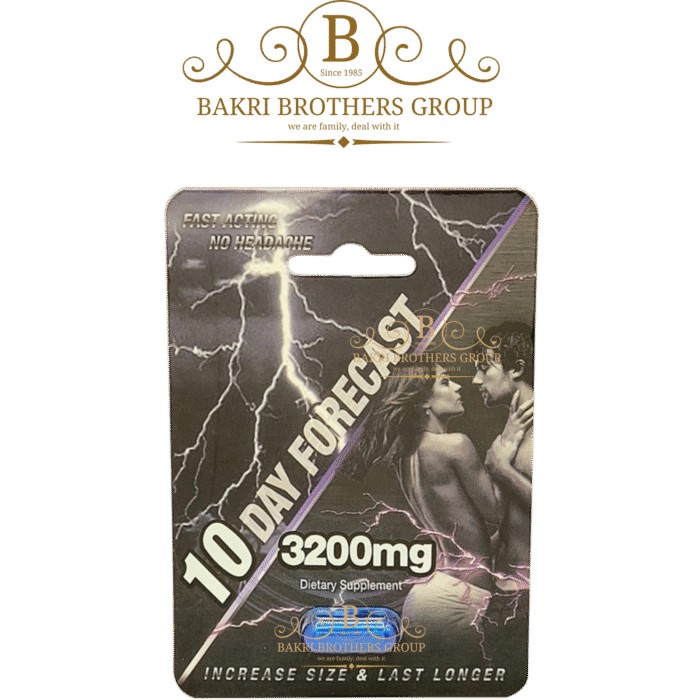 B
Since 1985
BAKRI BROTHERS GROUP
we are family, deal with it
FAST ACTING
NO HEADACHE
B
BAKRI BROTHERS GROUP
we are family, deal with it
10 DAY FORECAST
3200mg
Dietary Supplement
B
BAKRI BROTHERS GROUP
we are family, deal with it
INCREASE SIZE & LAST LONGER